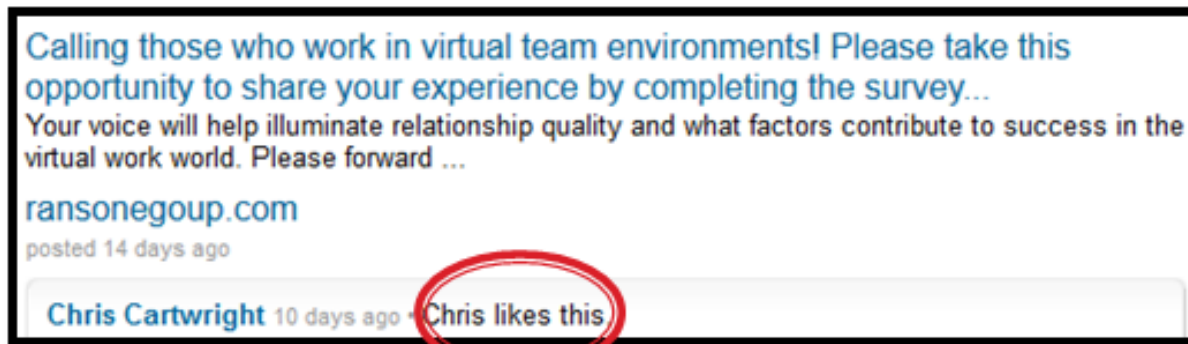 Calling those who work in virtual team environments! Please take this
opportunity to share your experience by completing the survey...
Your voice will help illuminate relationship quality and what factors contribute to success in the
virtual work world. Please forward ...
ransonegoup.com
posted 14 days ago
Chris Cartwright 10 days ago • Chris likes this.